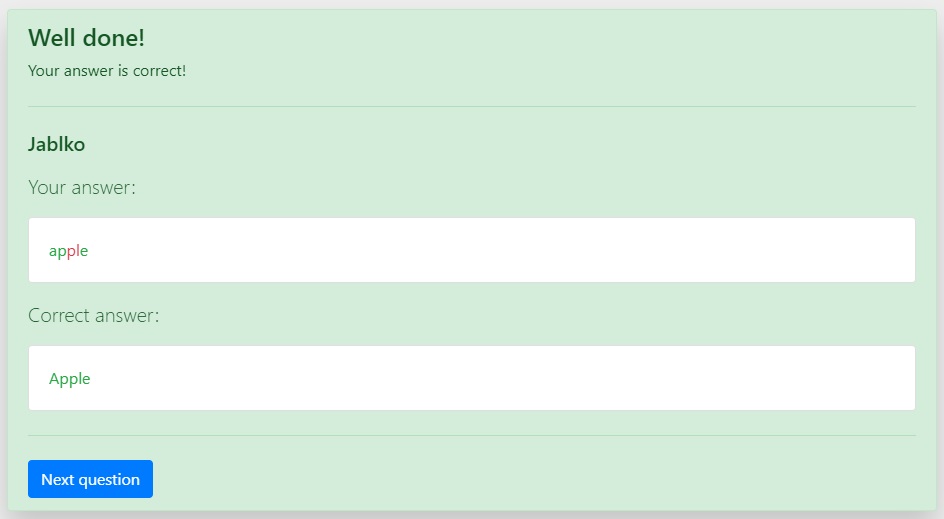 Well done!
Your answer is correct!
Jablko
Your answer:
apple
Correct answer:
Apple
Next question